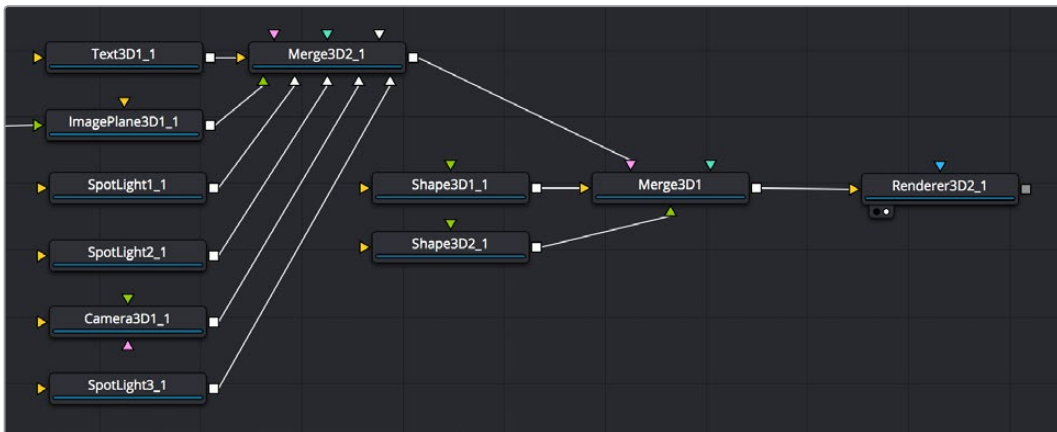 Text3D1_1
Merge3D2_1
ImagePlane3D1_1
SpotLight1_1
Shape3D1_1
Merge3D1
Renderer3D2_1
SpotLight2_1
Shape3D2_1
Camera3D1_1
SpotLight3_1